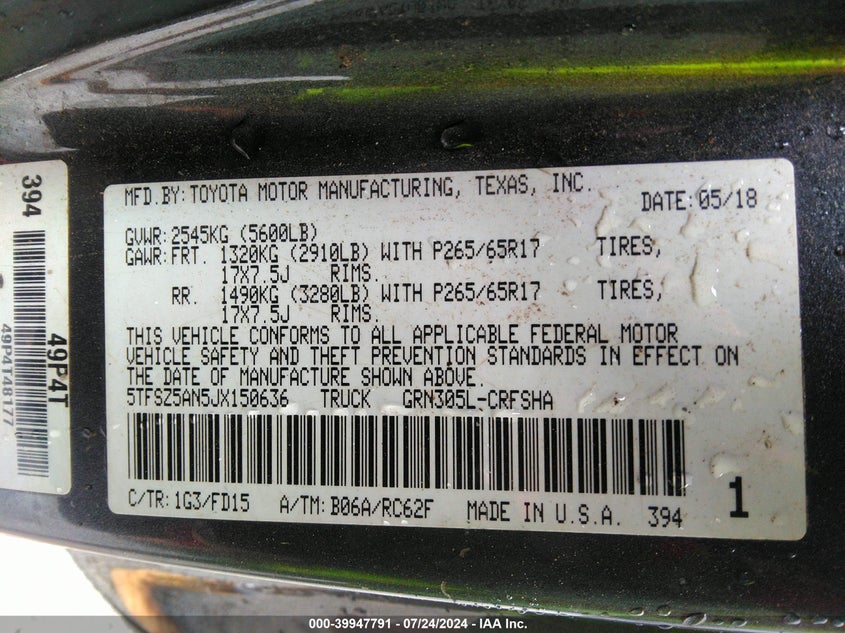 394
49P4T
49P4T48177
MFD.BY:TOYOTA MOTOR MANUFACTURING, TEXAS, INC.
DATE:05/18
GVWR:2545KG (5600LB)
GAWR:FRT. 1320KG (2910LB) WITH P265/65R17 TIRES,
17X7.5J RIMS.
RR. 1490KG (3280LB) WITH P265/65R17 TIRES,
17X7.5J RIMS.
THIS VEHICLE CONFORMS TO ALL APPLICABLE FEDERAL MOTOR
VEHICLE SAFETY AND THEFT PREVENTION STANDARDS IN EFFECT ON
THE DATE OF MANUFACTURE SHOWN ABOVE.
5TFSZ5AN5JX150636 TRUCK GRN305L-CRFSHA
C/TR:1G3/FD15 A/TM:B06A/RC62F MADE IN U.S.A. 394
1
000-39947791 / 07/24/2024 - IAA Inc.